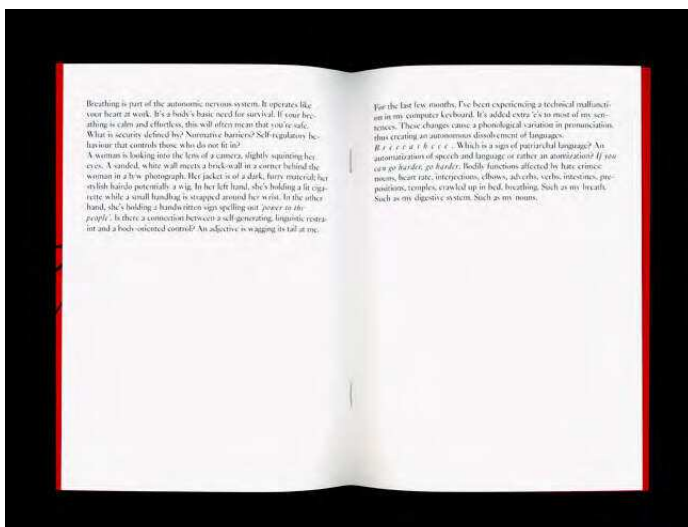 Breathing is part of the autonomic nervous system. It operates like
your heart at work. It's a body's basic need for survival. If your bre-
athing is calm and effortless, this will often mean that you're safe.
What is security defined by? Normative barriers? Self-regulatory be-
haviour that controls those who do not fit in?
A woman is looking into the lens of a camera, slightly squinting her
eyes. A sanded, white wall meets a brick-wall in a corner behind the
woman in a b/w photograph. Her jacket is of a dark, furry material; her
stylish hairdo potentially a wig. In her left hand, she's holding a lit ciga-
rette while a small handbag is strapped around her wrist. In the other
hand, she's holding a handwritten sign spelling out 'power to the
people'. Is there a connection between a self-generating, linguistic restra-
int and a body-oriented control? An adjective is wagging its tail at me.
For the last few months, I've been experiencing a technical malfuncti-
on in my computer keyboard. It's added extra 'e's to most of my sen-
tences. These changes cause a phonological variation in pronunciation,
thus creating an autonomous dissolvement of languages.
Which is a sign of patriarchal language? An
automatization of speech and language or rather an atomization? If you
can go harder, go harder. Bodily functions affected by hate crimes:
nouns, heart rate, interjections, elbows, adverbs, verbs, intestines, pre-
positions, temples, crawled up in bed, breathing. Such as my breath.
Such as my digestive system. Such as my nouns.